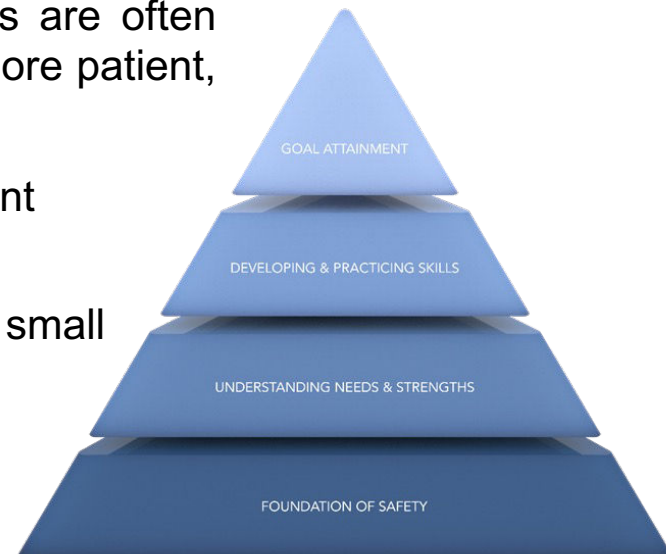 s are often
ore patient,
nt
small
GOAL ATTAINMENT
DEVELOPING & PRACTICING SKILLS
UNDERSTANDING NEEDS & STRENGTHS
FOUNDATION OF SAFETY